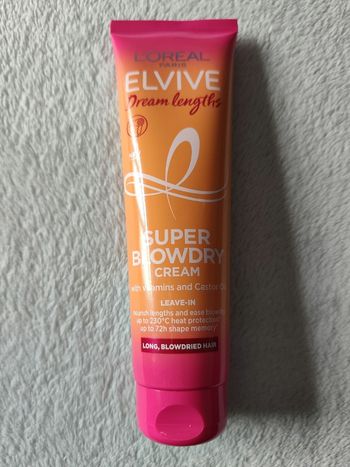 L'ORÉAL
PARIS
ELVIVE
Dream lengths
SUPER
BLOWDRY
CREAM
with Vitamins and Castor Oil
LEAVE-IN
nourish lengths and ease blowdry
up to 230°C heat protection
up to 72h shape memory*
LONG, BLOWDRIED HAIR